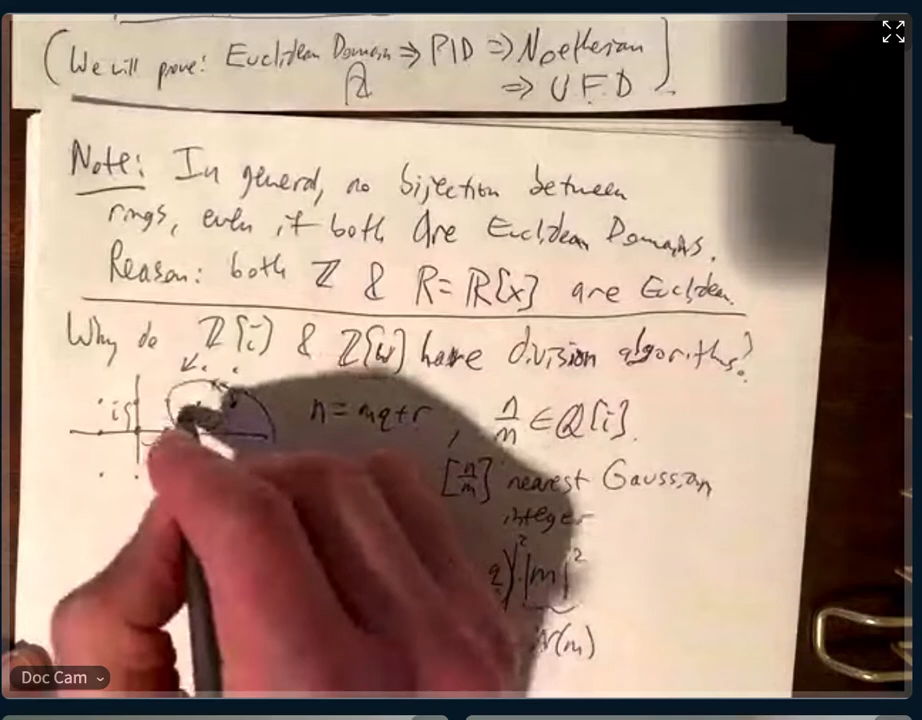 (We will prove: Euclidean Domain ⇒ PID ⇒ Noetherian
⇒ U.F.D
Note: In general, no bijection between
rings, even if both are Euclidean Domains.
Reason: both ℤ & R = ℝ[x] are Euclidean.
Why do ℤ[i] & ℤ[ω] have division algorithms?
n = mq+r, n/m ∈ ℚ[i].
[n/m] nearest Gaussian
integer
|m|²
N(m)
Doc Cam